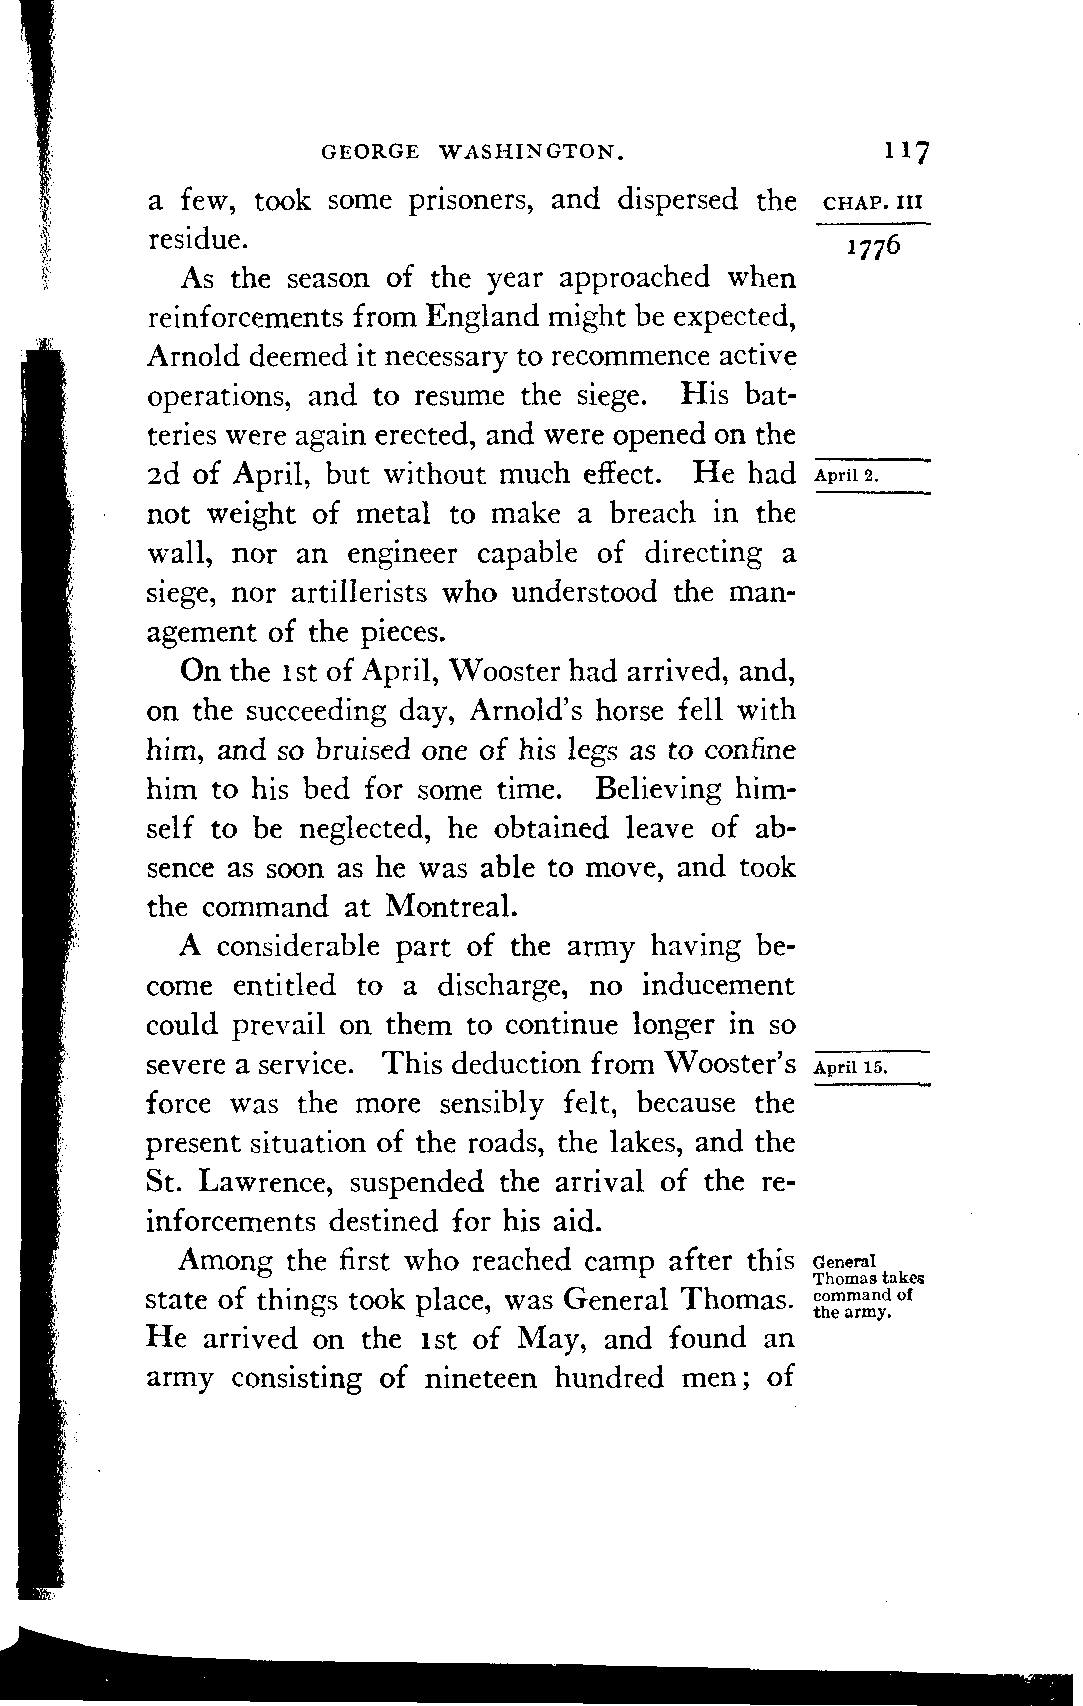 GEORGE WASHINGTON. 117
a few, took some prisoners, and dispersed the CHAP. III
residue. 1776
As the season of the year approached when
reinforcements from England might be expected,
Arnold deemed it necessary to recommence active
operations, and to resume the siege. His bat-
teries were again erected, and were opened on the
2d of April, but without much effect. He had April 2.
not weight of metal to make a breach in the
wall, nor an engineer capable of directing a
siege, nor artillerists who understood the man-
agement of the pieces.
On the 1st of April, Wooster had arrived, and,
on the succeeding day, Arnold's horse fell with
him, and so bruised one of his legs as to confine
him to his bed for some time. Believing him-
self to be neglected, he obtained leave of ab-
sence as soon as he was able to move, and took
the command at Montreal.
A considerable part of the army having be-
come entitled to a discharge, no inducement
could prevail on them to continue longer in so
severe a service. This deduction from Wooster's April 15.
force was the more sensibly felt, because the
present situation of the roads, the lakes, and the
St. Lawrence, suspended the arrival of the re-
inforcements destined for his aid.
Among the first who reached camp after this
state of things took place, was General Thomas.
He arrived on the 1st of May, and found an
army consisting of nineteen hundred men; of
General
Thomas takes
command of
the army.